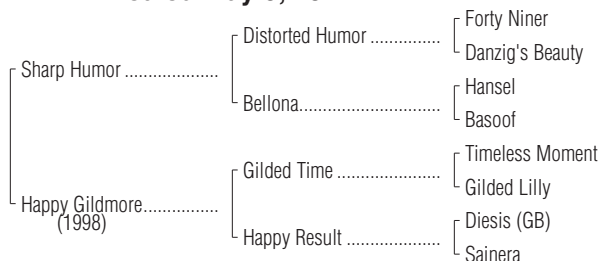 Sharp Humor ...................
Happy Gildmore...............
(1998)
Distorted Humor ..............
Bellona............................
Gilded Time .....................
Happy Result ...................
Forty Niner
Danzig's Beauty
Hansel
Basoof
Timeless Moment
Gilded Lilly
Diesis (GB)
Sainera